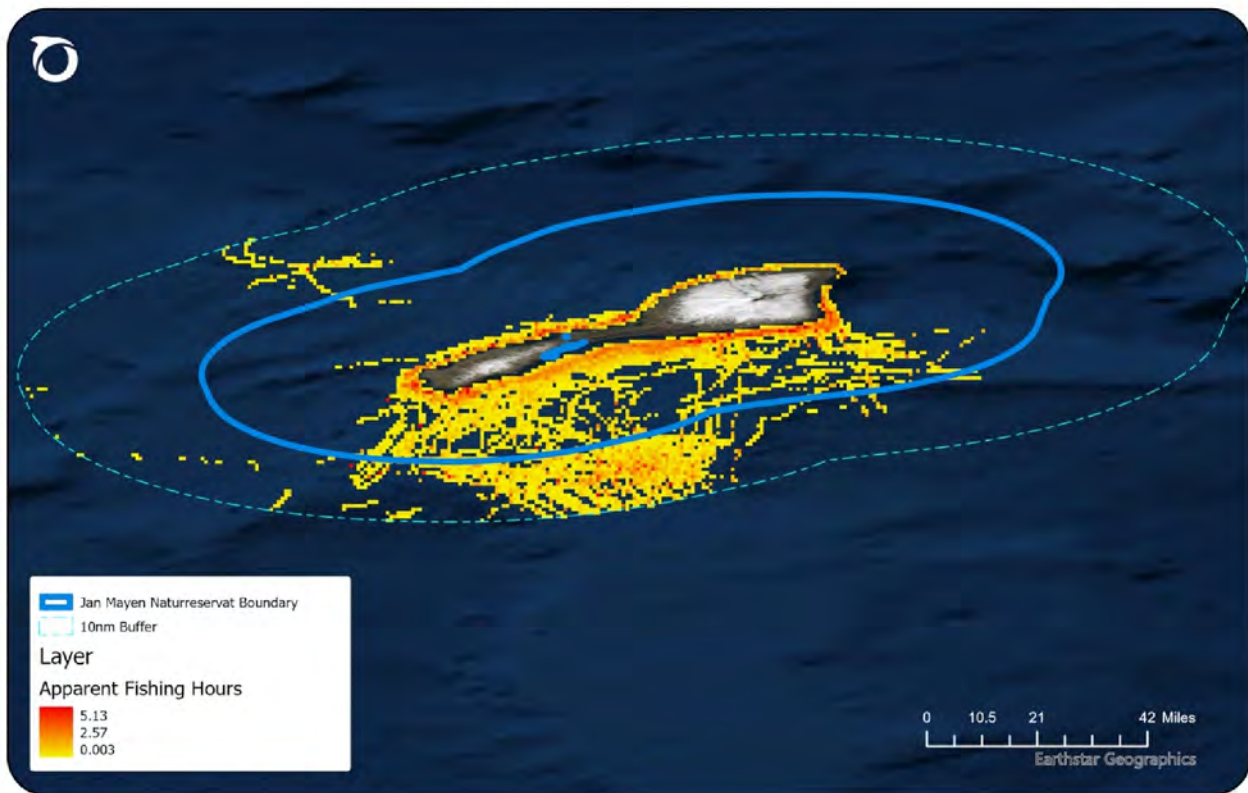 Jan Mayen Naturreservat Boundary
10nm Buffer
Layer
Apparent Fishing Hours
5.13
2.57
0.003
0 10.5 21 42 Miles
Earthstar Geographics